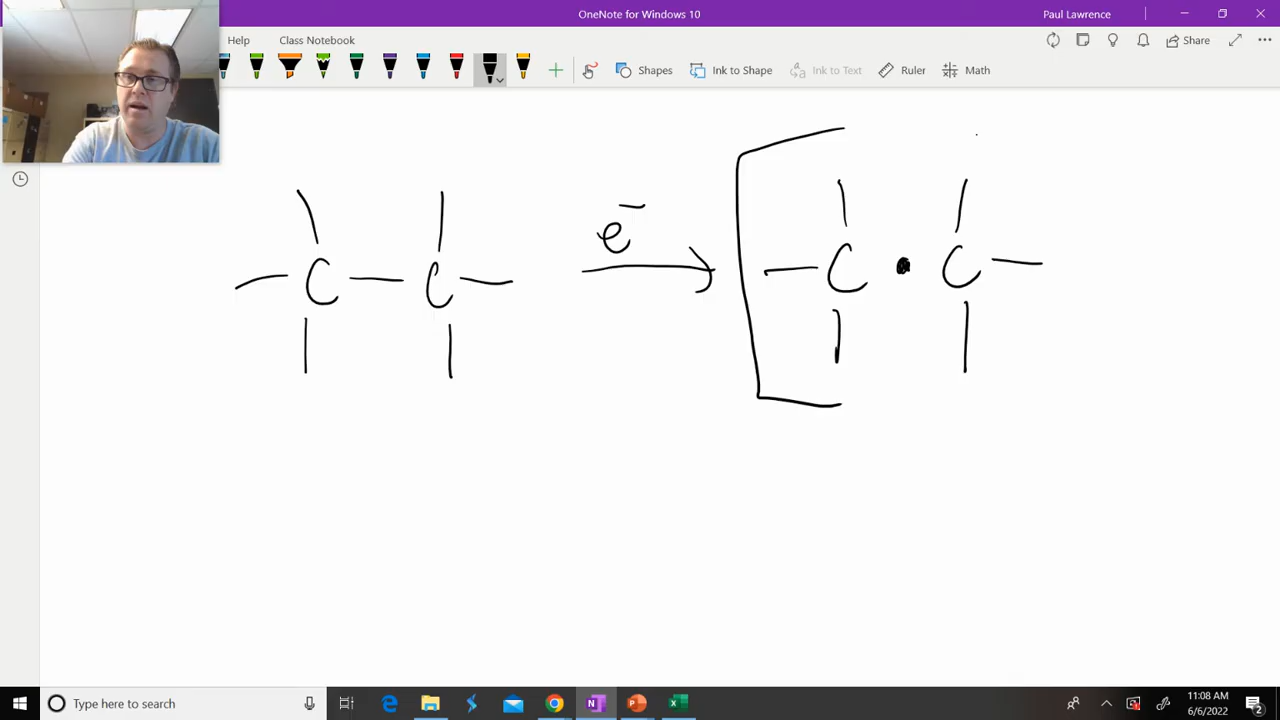 OneNote for Windows 10
Paul Lawrence
Help Class Notebook
Share
Shapes Ink to Shape Ink to Text Ruler Math
e⁻
C C C • C
Type here to search
11:08 AM
6/6/2022
2